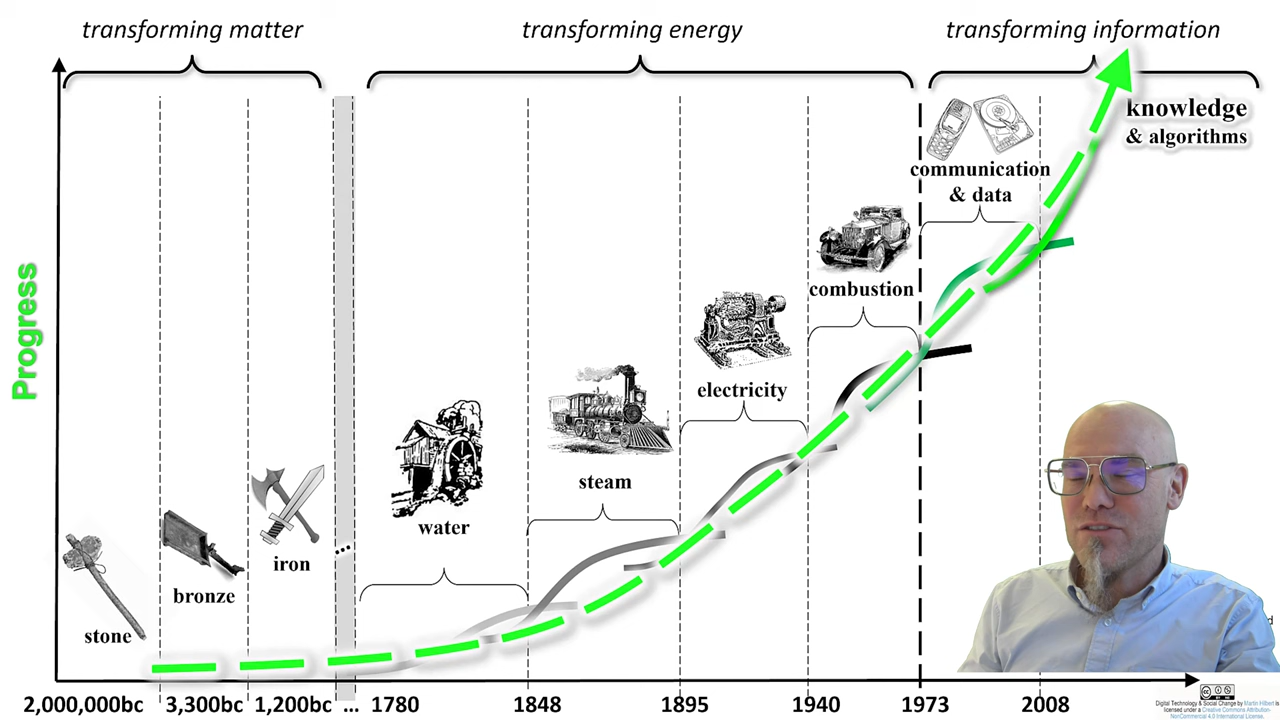 transforming matter
transforming energy
transforming information
knowledge
& algorithms
communication
& data
combustion
electricity
steam
water
iron
bronze
stone
...
Progress
2,000,000bc 3,300bc 1,200bc ... 1780 1848 1895 1940 1973 2008
Digital Technology & Social Change by Martin Hilbert is
licensed under a Creative Commons Attribution-
NonCommercial 4.0 International License.